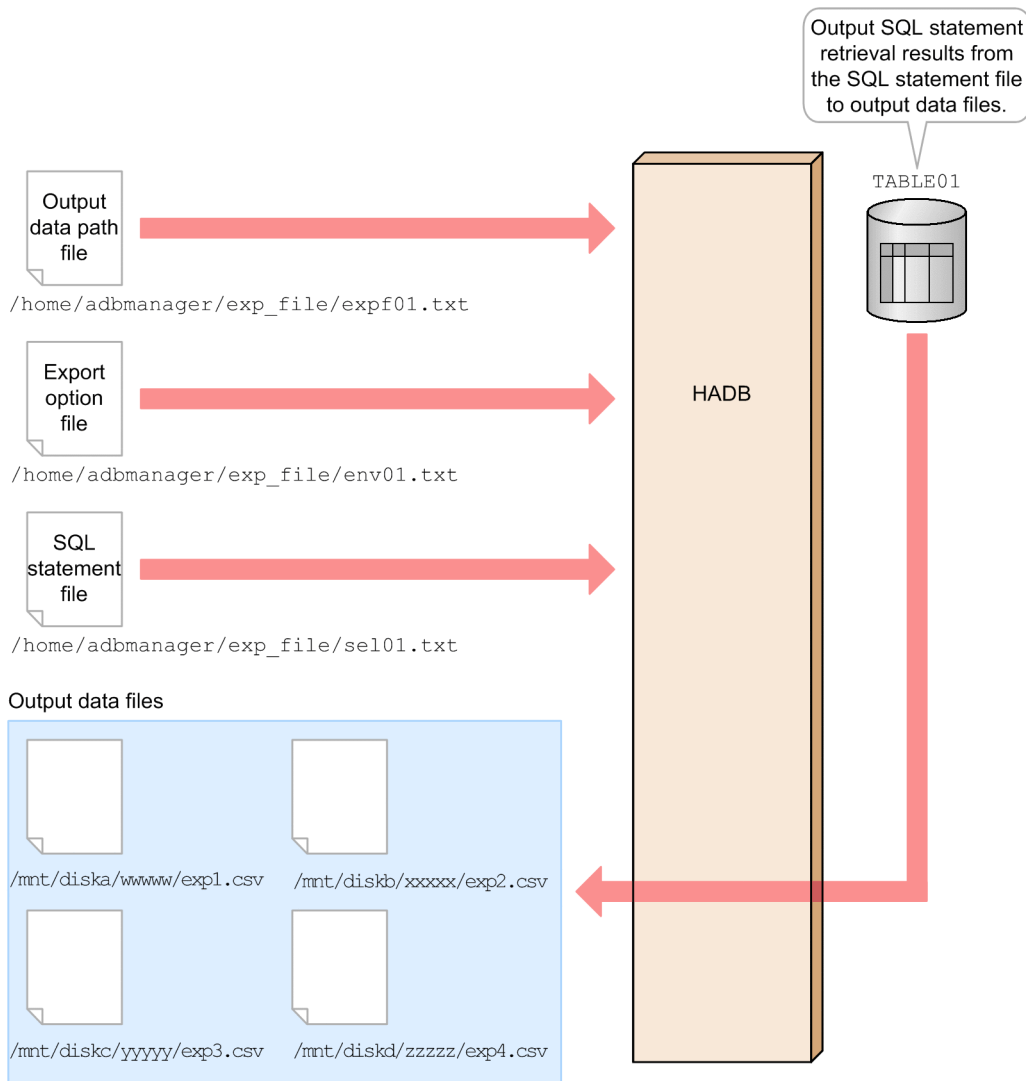 Output SQL statement
retrieval results from
the SQL statement file
to output data files.
TABLE01
Output
data path
file
/home/adbmanager/exp_file/expf01.txt
Export
option
file
/home/adbmanager/exp_file/env01.txt
HADB
SQL
statement
file
/home/adbmanager/exp_file/sel01.txt
Output data files
/mnt/diska/wwwww/exp1.csv
/mnt/diskb/xxxxx/exp2.csv
/mnt/diskc/yyyyy/exp3.csv
/mnt/diskd/zzzzz/exp4.csv